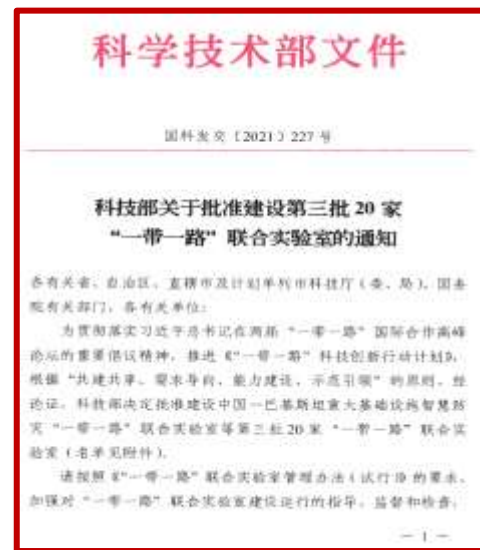 科学技术部文件
国科发交〔2021〕227号
科技部关于批准建设第三批20家
“一带一路”联合实验室的通知
各有关省、自治区、直辖市及计划单列市科技厅（委、局），国务
院有关部门，各有关单位：
为贯彻落实习近平总书记在两届“一带一路”国际合作高峰
论坛的重要倡议精神，推进《“一带一路”科技创新行动计划》，
根据“共建共享、需求导向、能力建设、示范引领”的原则，经
论证，科技部决定批准建设中国—巴基斯坦重大基础设施智慧防
灾“一带一路”联合实验室等第三批20家“一带一路”联合实
验室（名单见附件）。
请按照《“一带一路”联合实验室管理办法（试行）》的要求，
加强对“一带一路”联合实验室建设运行的指导、监督和检查，
— 1 —